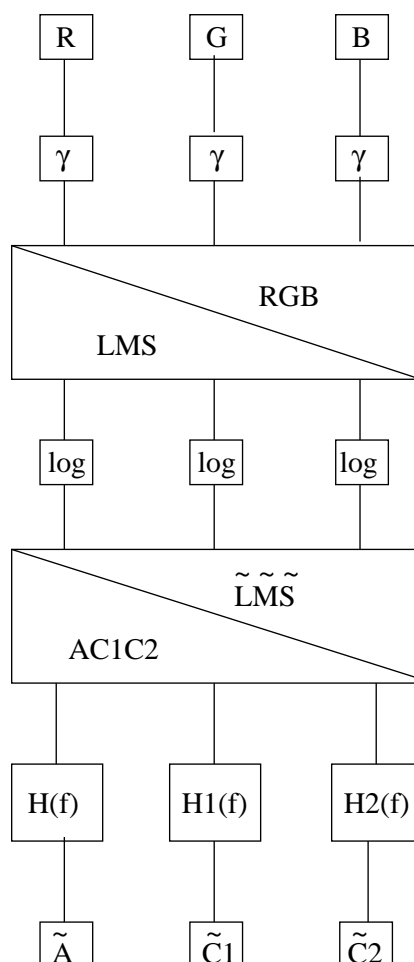 R G B
γ γ γ
RGB
LMS
log log log
L̃M̃S̃
AC1C2
H(f) H1(f) H2(f)
Ã C̃1 C̃2